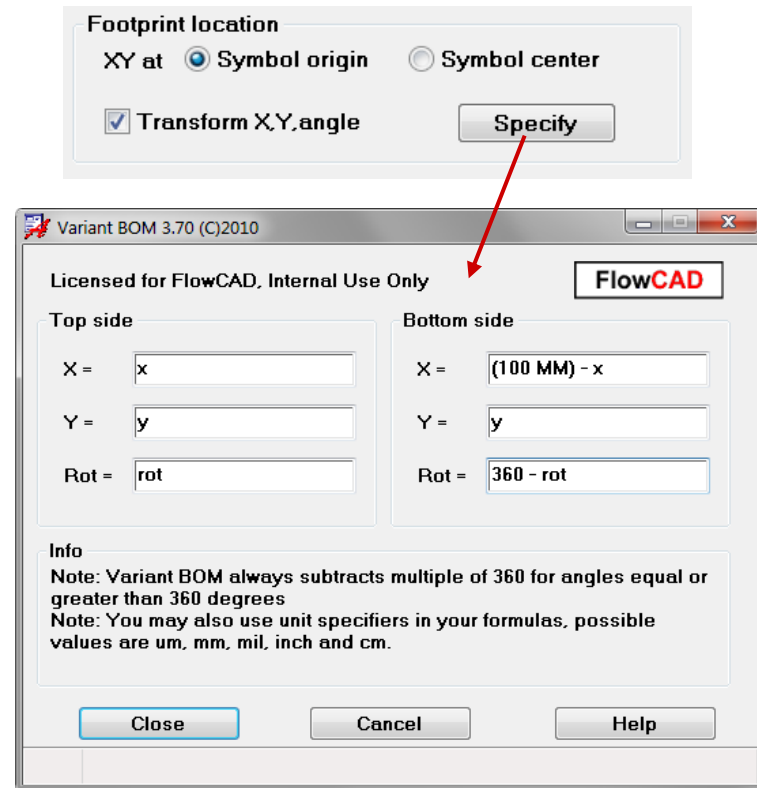 Footprint location
XY at Symbol origin Symbol center
Transform X,Y,angle Specify
Variant BOM 3.70 (C)2010
Licensed for FlowCAD, Internal Use Only FlowCAD
Top side Bottom side
X = x X = (100 MM) - x
Y = y Y = y
Rot = rot Rot = 360 - rot
Info
Note: Variant BOM always subtracts multiple of 360 for angles equal or
greater than 360 degrees
Note: You may also use unit specifiers in your formulas, possible
values are um, mm, mil, inch and cm.
Close Cancel Help